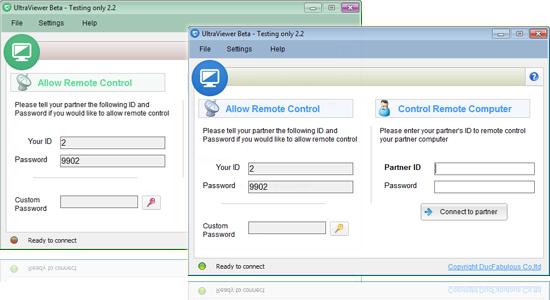 UltraViewer Beta - Testing only 2.2
File Settings Help
Allow Remote Control
Please tell your partner the following ID and
Password if you would like to allow remote control
Your ID 2
Password 9902
Custom
Password
Ready to connect
UltraViewer Beta - Testing only 2.2
File Settings Help
Allow Remote Control
Please tell your partner the following ID and
Password if you would like to allow remote control
Your ID 2
Password 9902
Custom
Password
Control Remote Computer
Please enter your partner's ID to remote control
your partner computer
Partner ID
Password
Connect to partner
Ready to connect
Copyright DucFabulous Co,ltd